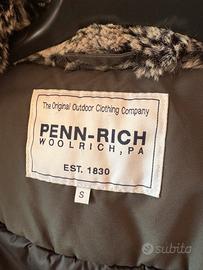 The Original Outdoor Clothing Company
PENN-RICH
WOOLRICH, PA
EST. 1830
S
subito